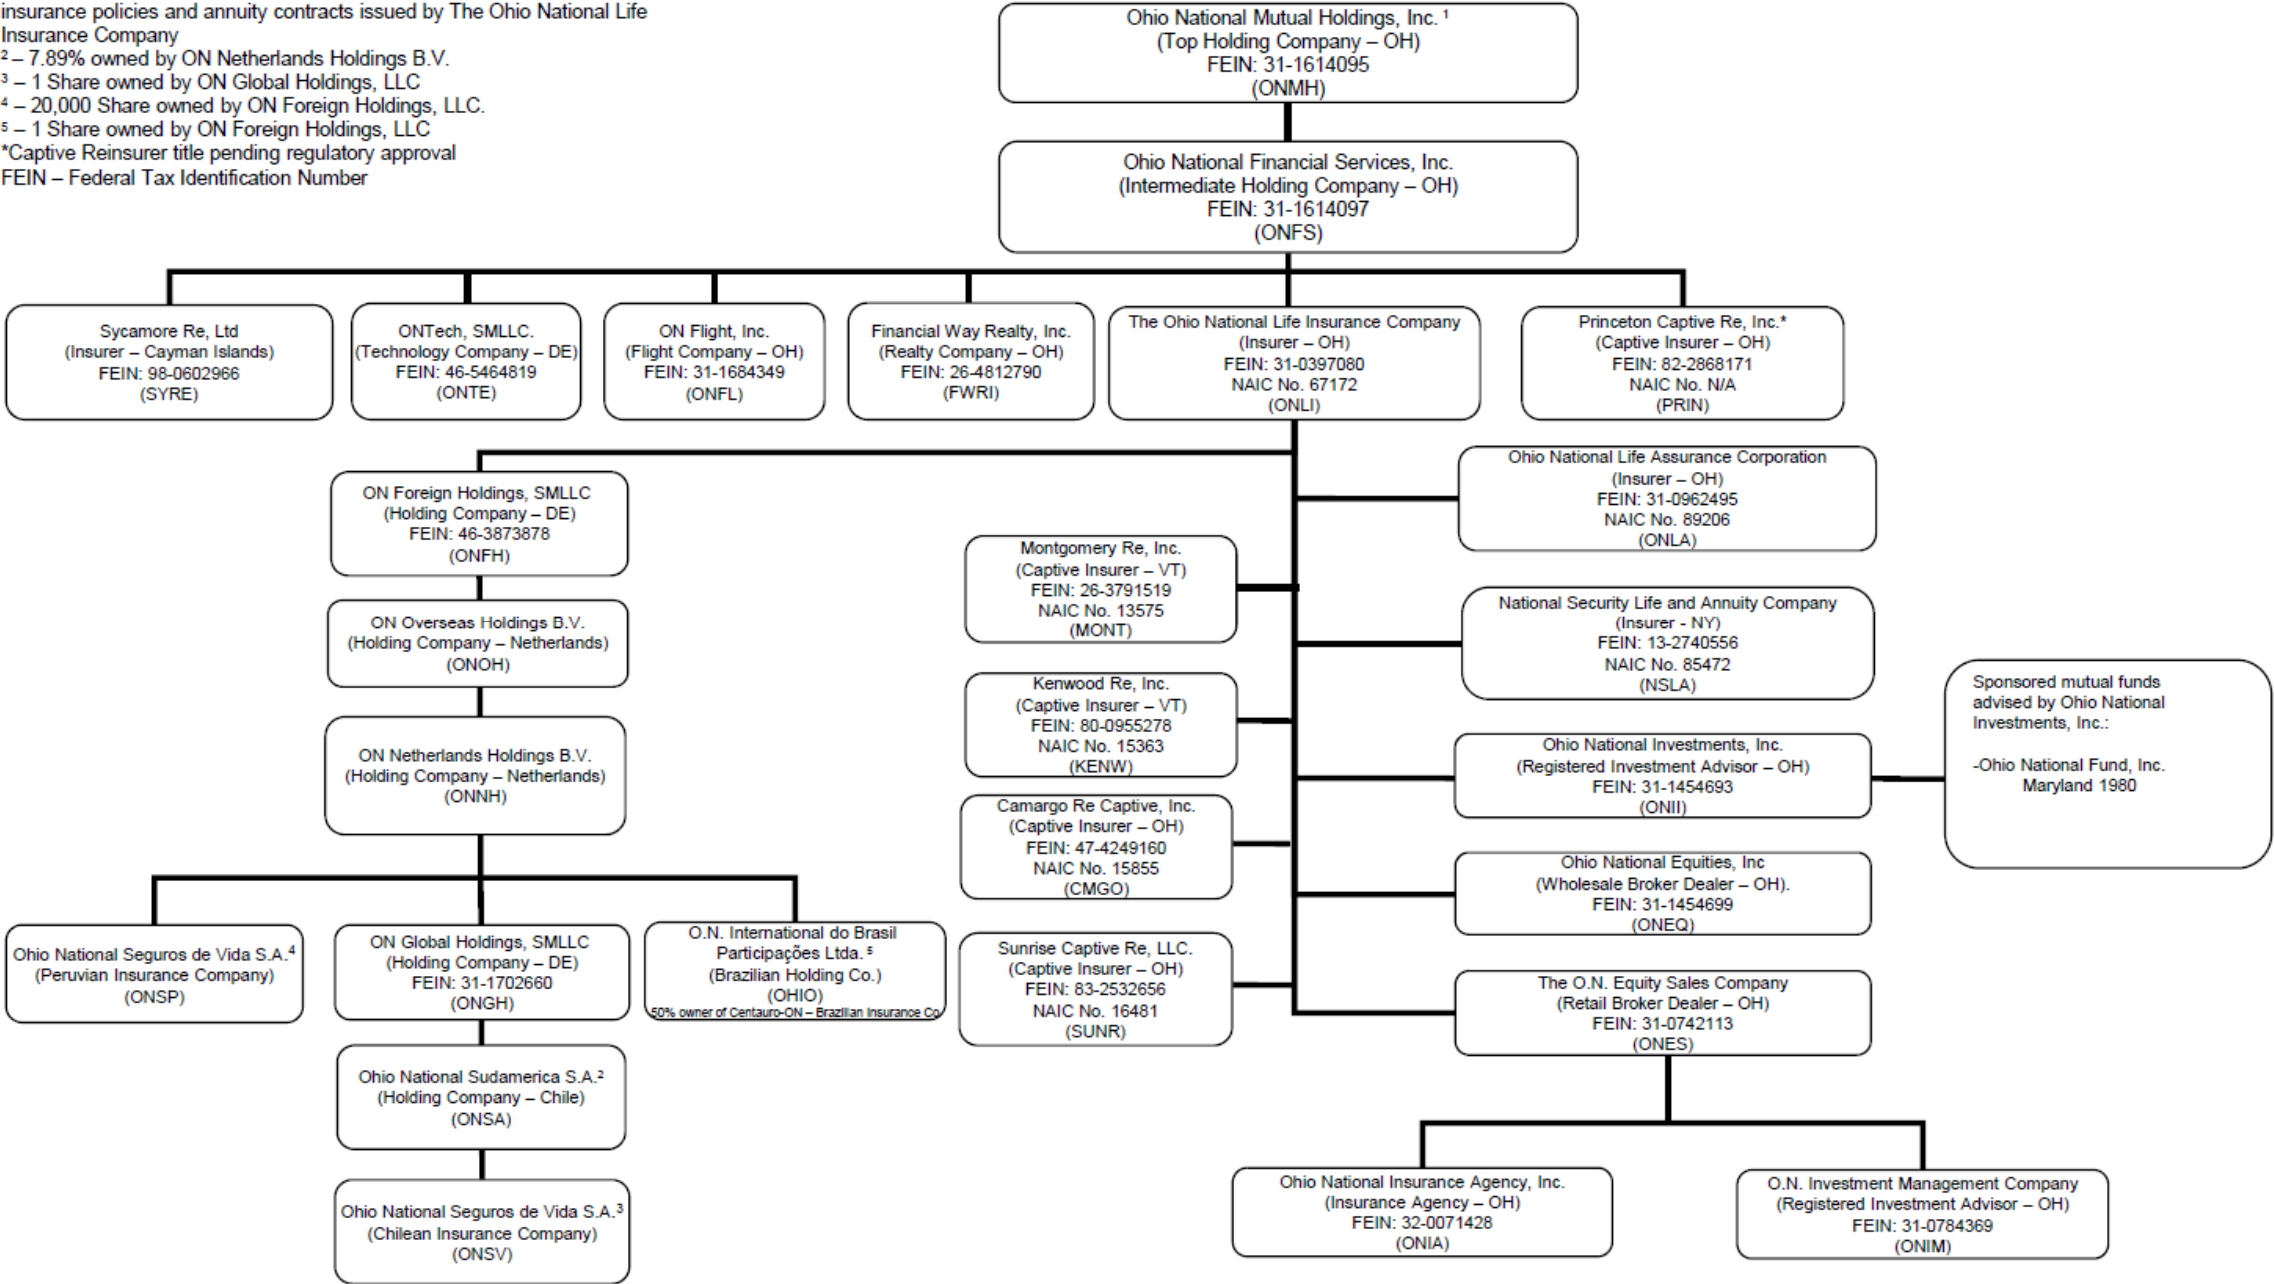 insurance policies and annuity contracts issued by The Ohio National Life
Insurance Company
² – 7.89% owned by ON Netherlands Holdings B.V.
³ – 1 Share owned by ON Global Holdings, LLC
⁴ – 20,000 Share owned by ON Foreign Holdings, LLC.
⁵ – 1 Share owned by ON Foreign Holdings, LLC
*Captive Reinsurer title pending regulatory approval
FEIN – Federal Tax Identification Number
Ohio National Mutual Holdings, Inc. ¹
(Top Holding Company – OH)
FEIN: 31-1614095
(ONMH)
Ohio National Financial Services, Inc.
(Intermediate Holding Company – OH)
FEIN: 31-1614097
(ONFS)
Sycamore Re, Ltd
(Insurer – Cayman Islands)
FEIN: 98-0602966
(SYRE)
ONTech, SMLLC.
(Technology Company – DE)
FEIN: 46-5464819
(ONTE)
ON Flight, Inc.
(Flight Company – OH)
FEIN: 31-1684349
(ONFL)
Financial Way Realty, Inc.
(Realty Company – OH)
FEIN: 26-4812790
(FWRI)
The Ohio National Life Insurance Company
(Insurer – OH)
FEIN: 31-0397080
NAIC No. 67172
(ONLI)
Princeton Captive Re, Inc.*
(Captive Insurer – OH)
FEIN: 82-2868171
NAIC No. N/A
(PRIN)
ON Foreign Holdings, SMLLC
(Holding Company – DE)
FEIN: 46-3873878
(ONFH)
ON Overseas Holdings B.V.
(Holding Company – Netherlands)
(ONOH)
ON Netherlands Holdings B.V.
(Holding Company – Netherlands)
(ONNH)
Ohio National Seguros de Vida S.A.⁴
(Peruvian Insurance Company)
(ONSP)
ON Global Holdings, SMLLC
(Holding Company – DE)
FEIN: 31-1702660
(ONGH)
O.N. International do Brasil
Participações Ltda. ⁵
(Brazilian Holding Co.)
(OHIO)
50% owner of Centauro-ON – Brazilian Insurance Co
Ohio National Sudamerica S.A.²
(Holding Company – Chile)
(ONSA)
Ohio National Seguros de Vida S.A.³
(Chilean Insurance Company)
(ONSV)
Montgomery Re, Inc.
(Captive Insurer – VT)
FEIN: 26-3791519
NAIC No. 13575
(MONT)
Kenwood Re, Inc.
(Captive Insurer – VT)
FEIN: 80-0955278
NAIC No. 15363
(KENW)
Camargo Re Captive, Inc.
(Captive Insurer – OH)
FEIN: 47-4249160
NAIC No. 15855
(CMGO)
Sunrise Captive Re, LLC.
(Captive Insurer – OH)
FEIN: 83-2532656
NAIC No. 16481
(SUNR)
Ohio National Life Assurance Corporation
(Insurer – OH)
FEIN: 31-0962495
NAIC No. 89206
(ONLA)
National Security Life and Annuity Company
(Insurer - NY)
FEIN: 13-2740556
NAIC No. 85472
(NSLA)
Ohio National Investments, Inc.
(Registered Investment Advisor – OH)
FEIN: 31-1454693
(ONII)
Sponsored mutual funds
advised by Ohio National
Investments, Inc.:
-Ohio National Fund, Inc.
Maryland 1980
Ohio National Equities, Inc
(Wholesale Broker Dealer – OH).
FEIN: 31-1454699
(ONEQ)
The O.N. Equity Sales Company
(Retail Broker Dealer – OH)
FEIN: 31-0742113
(ONES)
Ohio National Insurance Agency, Inc.
(Insurance Agency – OH)
FEIN: 32-0071428
(ONIA)
O.N. Investment Management Company
(Registered Investment Advisor – OH)
FEIN: 31-0784369
(ONIM)